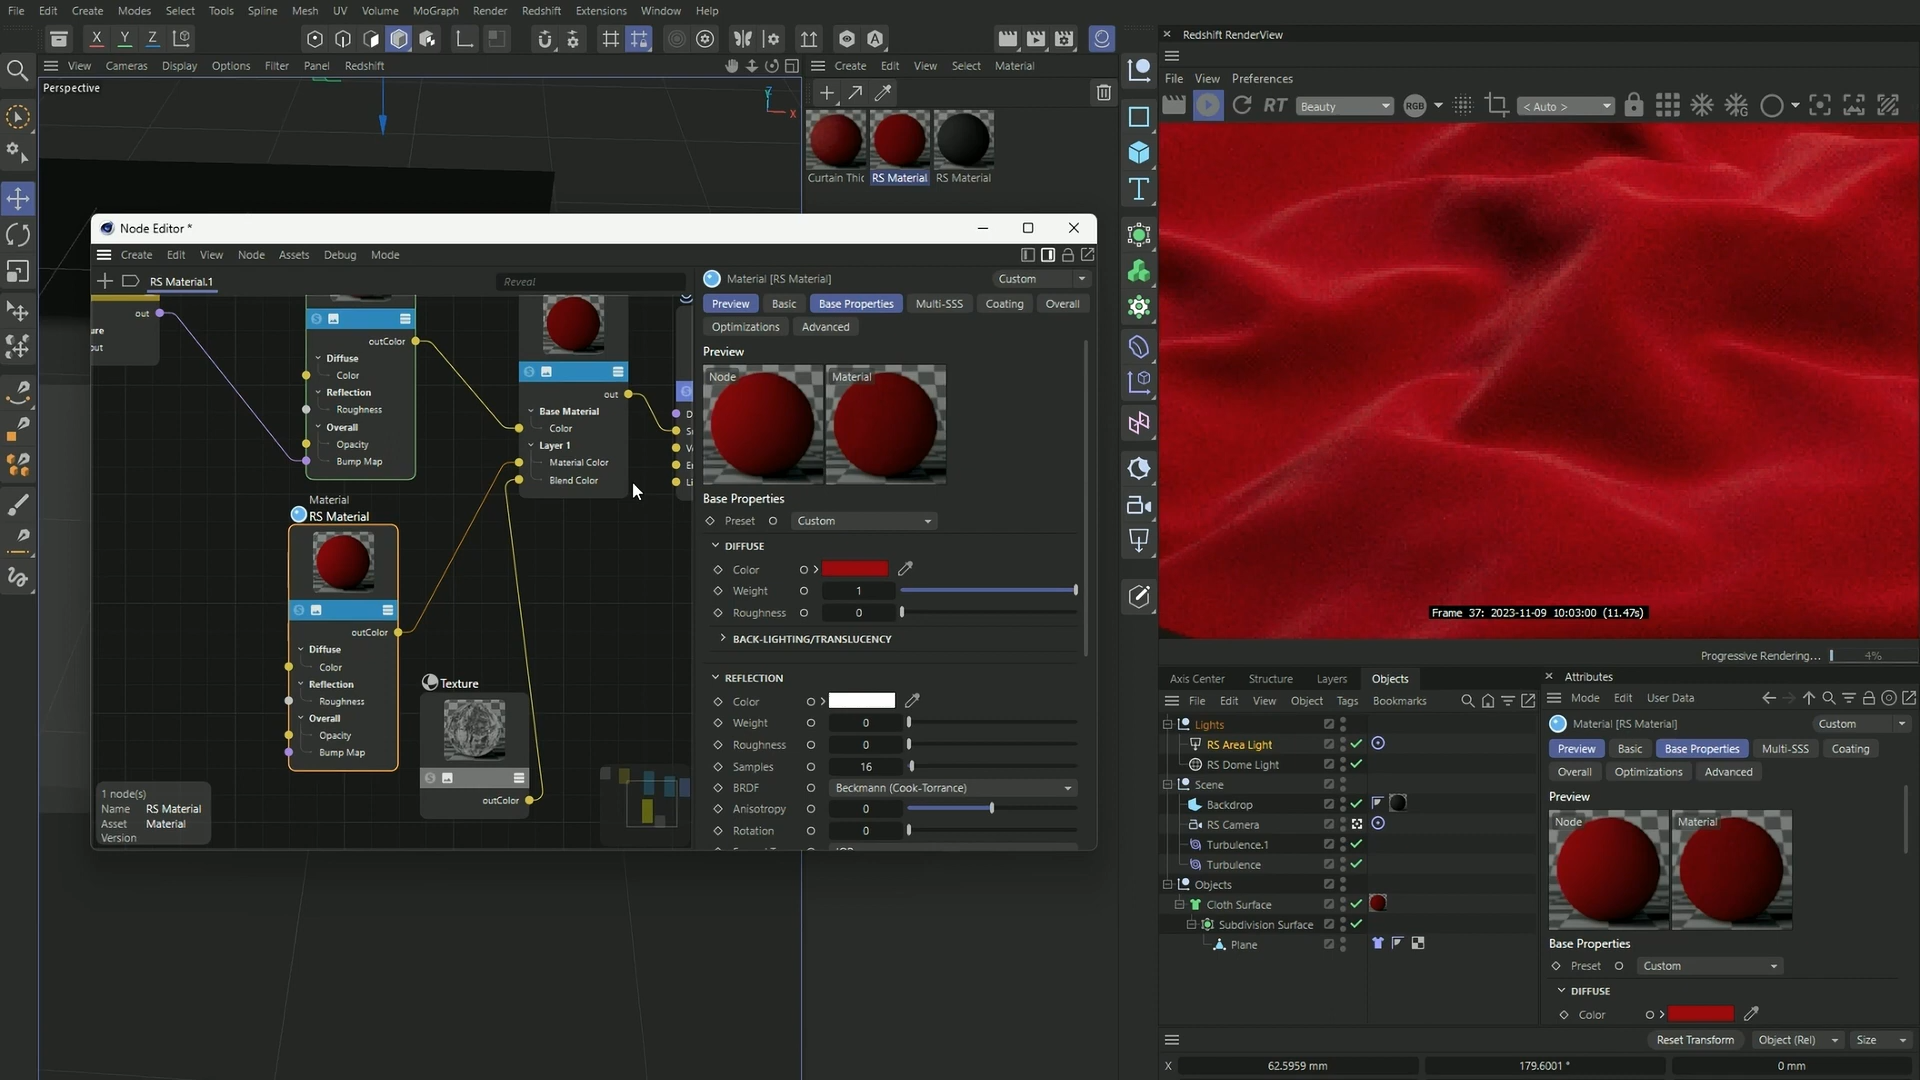 File Edit Create Modes Select Tools Spline Mesh UV Volume MoGraph Render Redshift Extensions Window Help
X Y Z
View Cameras Display Options Filter Panel Redshift
Perspective
Y
X
Create Edit View Select Material
Curtain Thic RS Material RS Material
Node Editor *
Create Edit View Node Assets Debug Mode
RS Material.1
Reveal
out
ure
out
outColor
Diffuse
Color
Reflection
Roughness
Overall
Opacity
Bump Map
out
Base Material
Color
Layer 1
Material Color
Blend Color
Material
RS Material
outColor
Diffuse
Color
Reflection
Roughness
Overall
Opacity
Bump Map
Texture
outColor
1 node(s)
Name RS Material
Asset Material
Version
Material [RS Material]
Custom
Preview Basic Base Properties Multi-SSS Coating Overall
Optimizations Advanced
Preview
Node Material
Base Properties
Preset Custom
DIFFUSE
Color
Weight 1
Roughness 0
BACK-LIGHTING/TRANSLUCENCY
REFLECTION
Color
Weight 0
Roughness 0
Samples 16
BRDF Beckmann (Cook-Torrance)
Anisotropy 0
Rotation 0
Redshift RenderView
File View Preferences
RT Beauty RGB < Auto >
Frame 37: 2023-11-09 10:03:00 (11.47s)
Progressive Rendering... 4%
Axis Center Structure Layers Objects
File Edit View Object Tags Bookmarks
Lights
RS Area Light
RS Dome Light
Scene
Backdrop
RS Camera
Turbulence.1
Turbulence
Objects
Cloth Surface
Subdivision Surface
Plane
Attributes
Mode Edit User Data
Material [RS Material]
Custom
Preview Basic Base Properties Multi-SSS Coating
Overall Optimizations Advanced
Preview
Node Material
Base Properties
Preset Custom
DIFFUSE
Color
Reset Transform Object (Rel) Size
X 62.5959 mm 179.6001 ° 0 mm